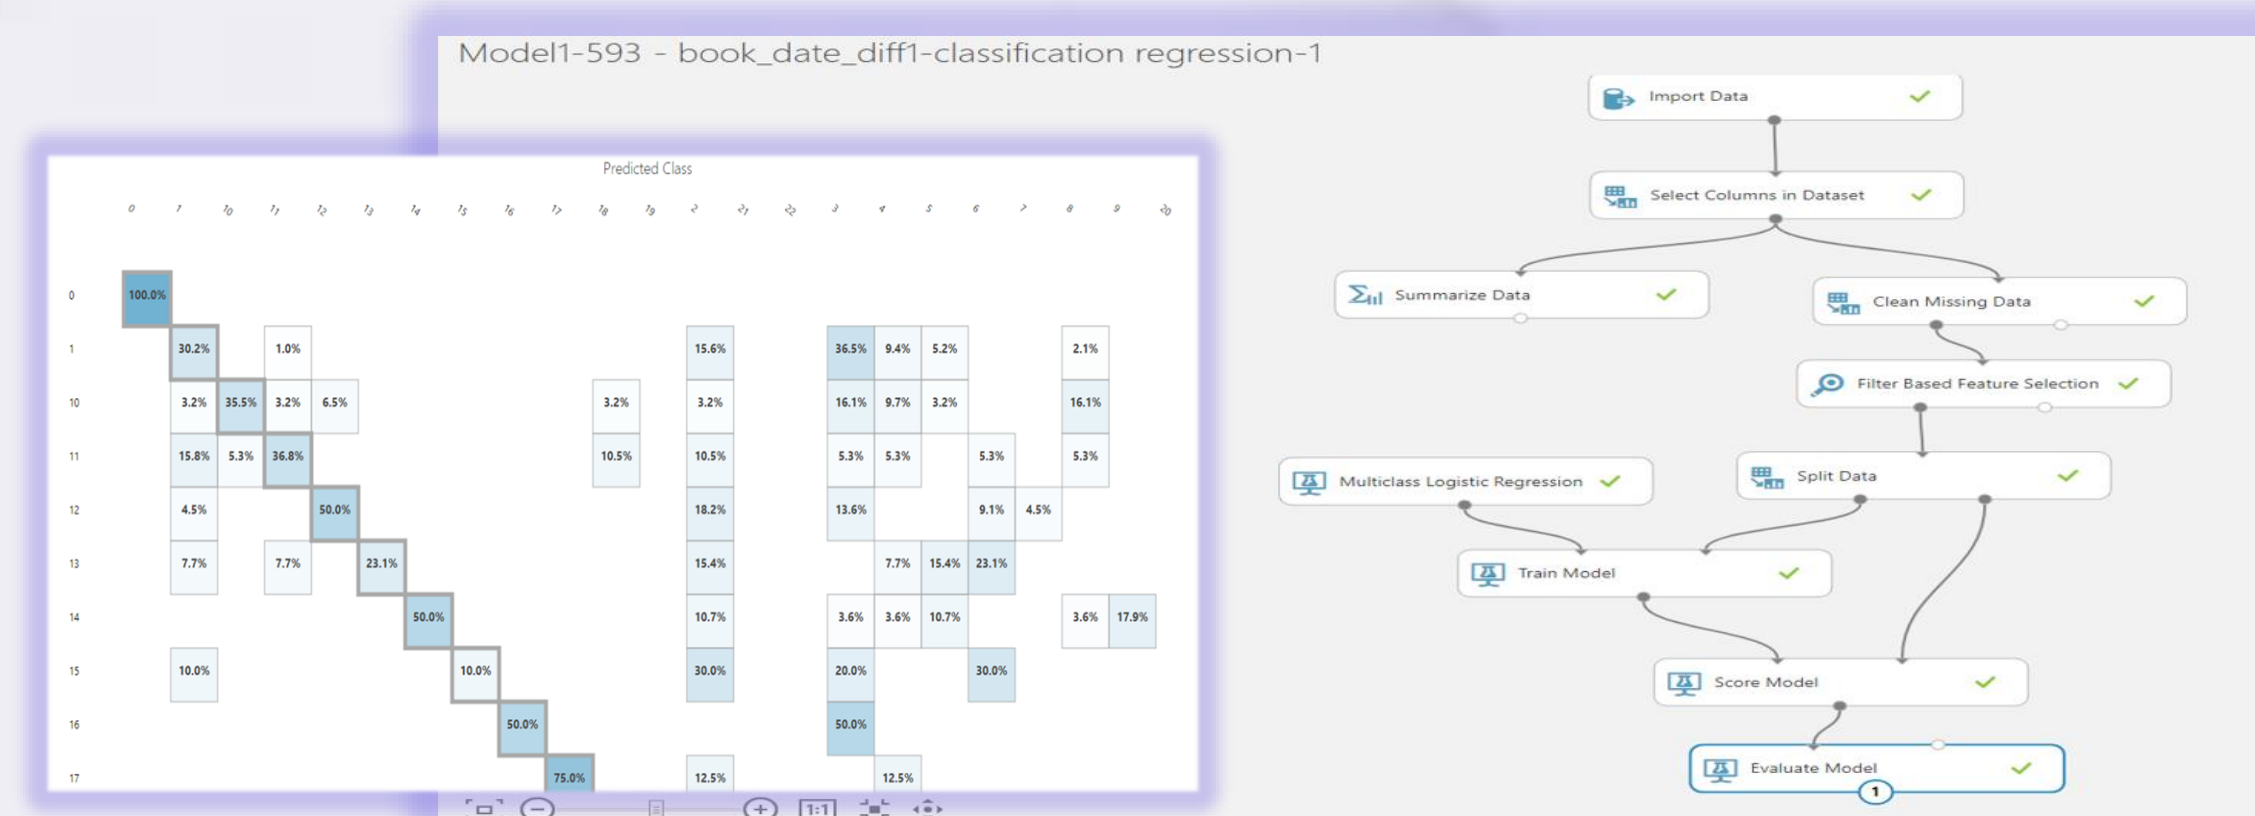 Model1-593 - book_date_diff1-classification regression-1
Import Data
Select Columns in Dataset
Summarize Data
Clean Missing Data
Filter Based Feature Selection
Multiclass Logistic Regression
Split Data
Train Model
Score Model
Evaluate Model
1
Predicted Class
0 1 10 11 12 13 14 15 16 17 18 19 2 21 22 3 4 5 6 7 8 9 20
0 100.0%
1 30.2% 1.0% 15.6% 36.5% 9.4% 5.2% 2.1%
10 3.2% 35.5% 3.2% 6.5% 3.2% 3.2% 16.1% 9.7% 3.2% 16.1%
11 15.8% 5.3% 36.8% 10.5% 10.5% 5.3% 5.3% 5.3% 5.3%
12 4.5% 50.0% 18.2% 13.6% 9.1% 4.5%
13 7.7% 7.7% 23.1% 15.4% 7.7% 15.4% 23.1%
14 50.0% 10.7% 3.6% 3.6% 10.7% 3.6% 17.9%
15 10.0% 10.0% 30.0% 20.0% 30.0%
16 50.0% 50.0%
17 75.0% 12.5% 12.5%
1:1